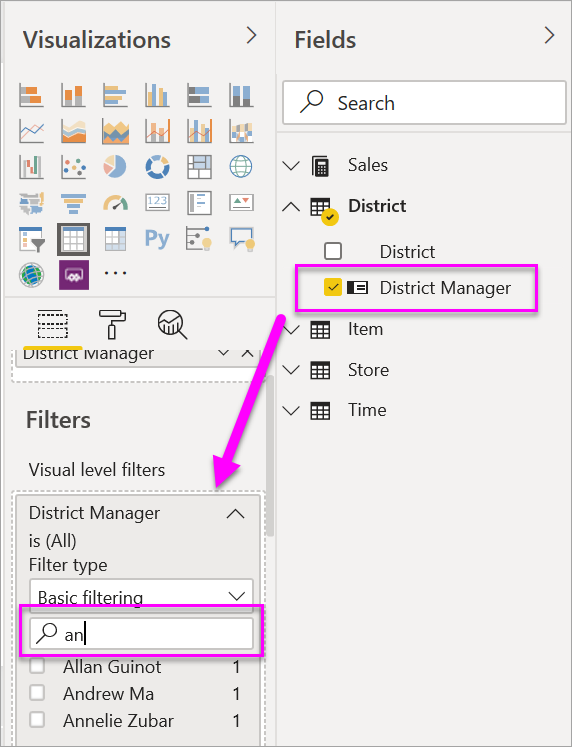 Visualizations
Fields
Search
123
Py
...
Sales
District
District
District Manager
Item
Store
Time
District Manager
Filters
Visual level filters
District Manager
is (All)
Filter type
Basic filtering
an
Allan Guinot 1
Andrew Ma 1
Annelie Zubar 1